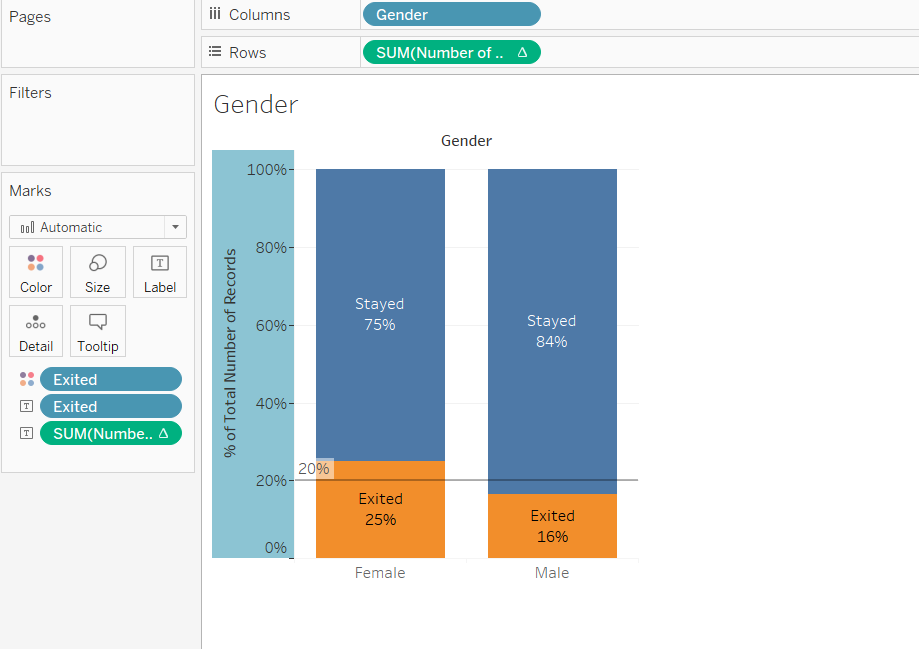 Pages
Columns
Gender
Rows
SUM(Number of .. Δ
Filters
Marks
Automatic
Color
Size
T
Label
Detail
Tooltip
Exited
T
Exited
T
SUM(Numbe.. Δ
Gender
Gender
% of Total Number of Records
100%
80%
60%
40%
20%
0%
Stayed
75%
Stayed
84%
20%
Exited
25%
Exited
16%
Female
Male